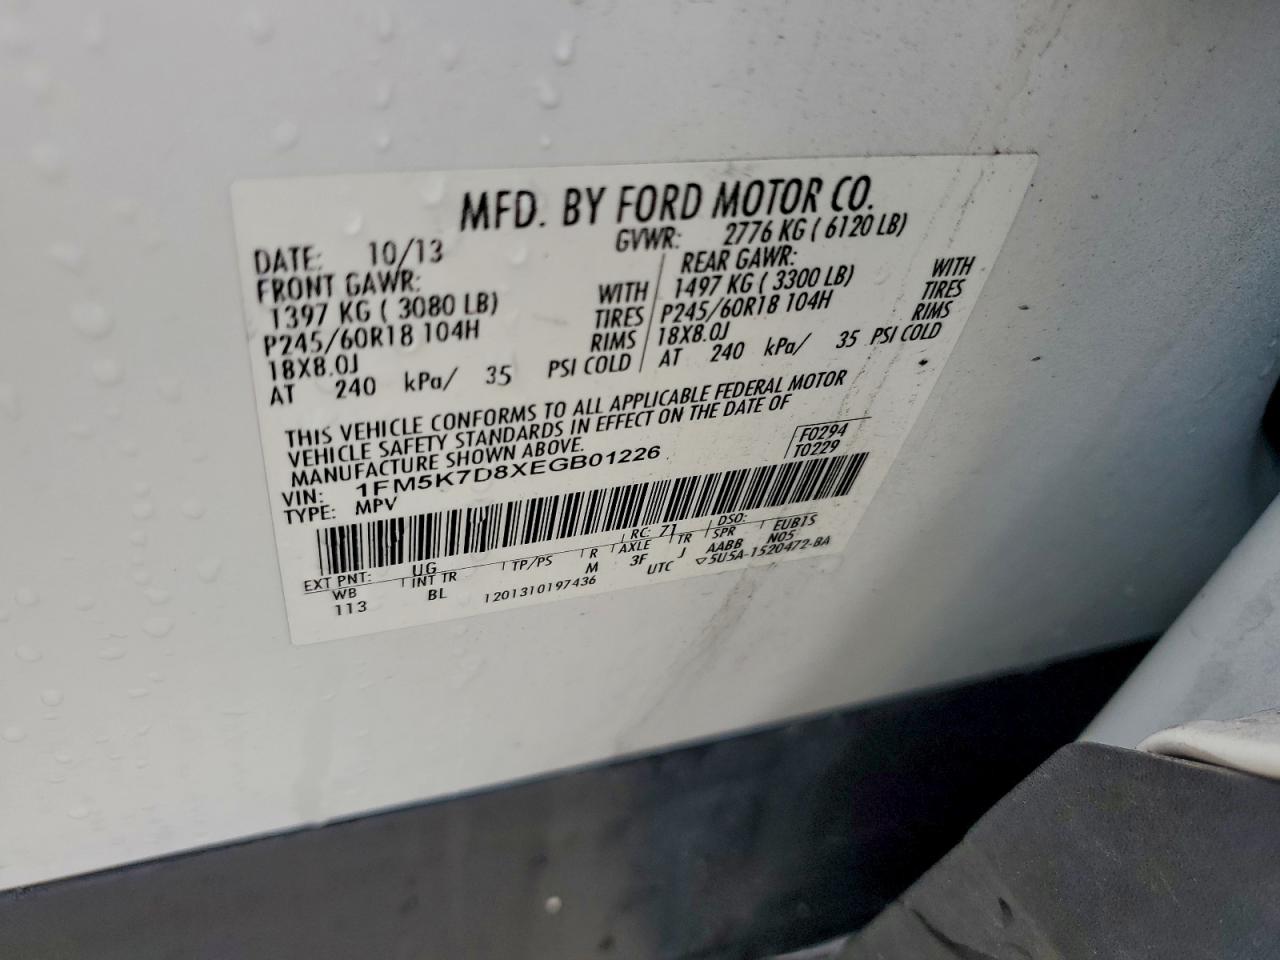 MFD. BY FORD MOTOR CO.
DATE: 10/13 GVWR: 2776 KG ( 6120 LB)
FRONT GAWR: REAR GAWR:
1397 KG ( 3080 LB) WITH 1497 KG ( 3300 LB) WITH
P245/60R18 104H TIRES P245/60R18 104H TIRES
18X8.0J RIMS 18X8.0J RIMS
AT 240 kPa/ 35 PSI COLD AT 240 kPa/ 35 PSI COLD
THIS VEHICLE CONFORMS TO ALL APPLICABLE FEDERAL MOTOR
VEHICLE SAFETY STANDARDS IN EFFECT ON THE DATE OF
MANUFACTURE SHOWN ABOVE. F0294
VIN: 1FM5K7D8XEGB01226 T0229
TYPE: MPV
EXT PNT: UG RC: 71 DSO: EUB1S
WB INT TR TP/PS R AXLE TR SPR N05
113 BL M 3F J AABB
1201310197436 UTC ▽5U5A-1520472-BA